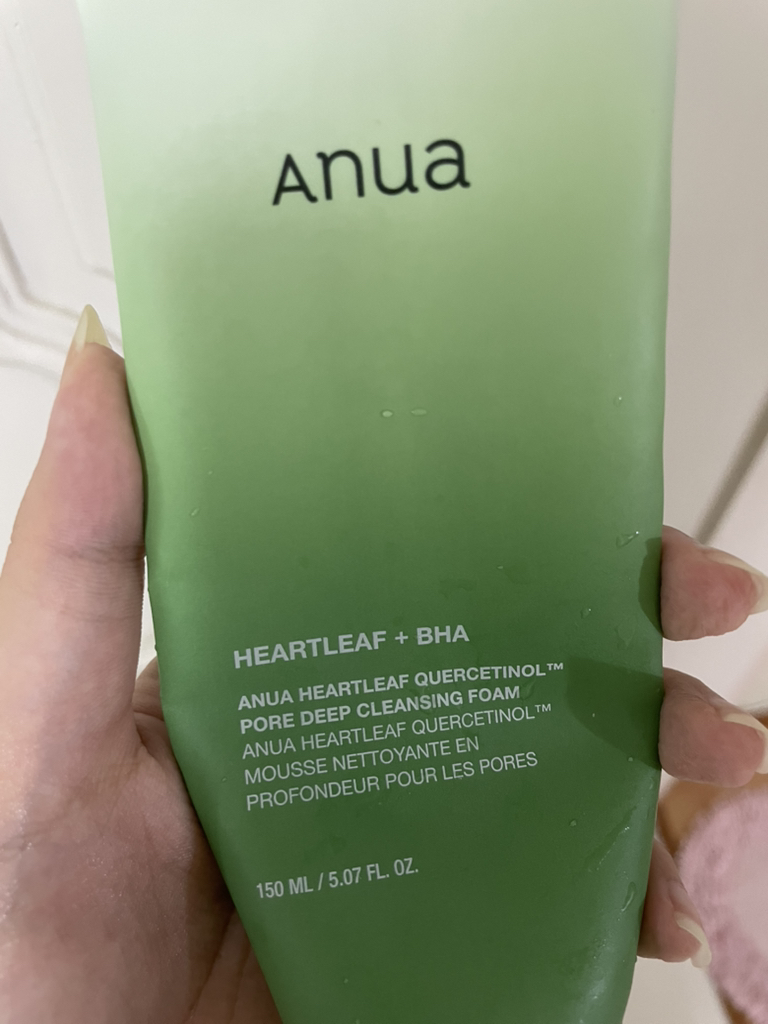 Anua
HEARTLEAF + BHA
ANUA HEARTLEAF QUERCETINOL™
PORE DEEP CLEANSING FOAM
ANUA HEARTLEAF QUERCETINOL™
MOUSSE NETTOYANTE EN
PROFONDEUR POUR LES PORES
150 ML / 5.07 FL. OZ.